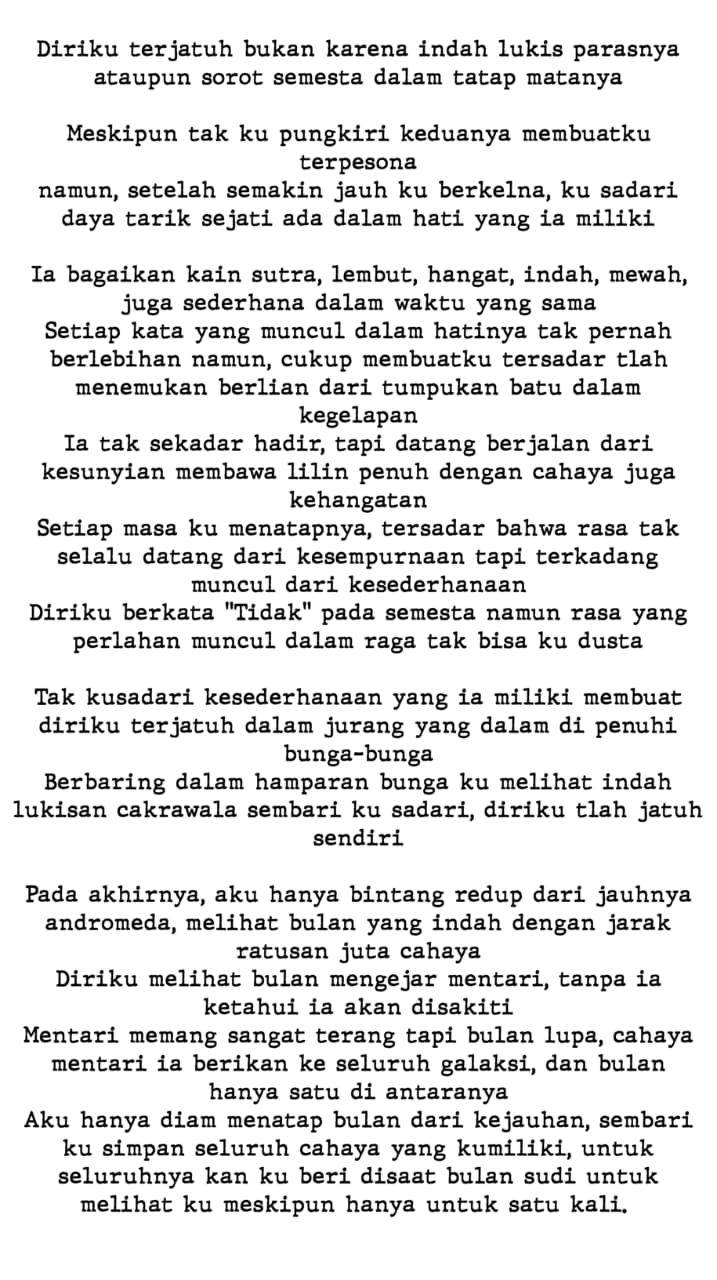 Diriku terjatuh bukan karena indah lukis parasnya
ataupun sorot semesta dalam tatap matanya
Meskipun tak ku pungkiri keduanya membuatku
terpesona
namun, setelah semakin jauh ku berkelna, ku sadari
daya tarik sejati ada dalam hati yang ia miliki
Ia bagaikan kain sutra, lembut, hangat, indah, mewah,
juga sederhana dalam waktu yang sama
Setiap kata yang muncul dalam hatinya tak pernah
berlebihan namun, cukup membuatku tersadar tlah
menemukan berlian dari tumpukan batu dalam
kegelapan
Ia tak sekadar hadir, tapi datang berjalan dari
kesunyian membawa lilin penuh dengan cahaya juga
kehangatan
Setiap masa ku menatapnya, tersadar bahwa rasa tak
selalu datang dari kesempurnaan tapi terkadang
muncul dari kesederhanaan
Diriku berkata "Tidak" pada semesta namun rasa yang
perlahan muncul dalam raga tak bisa ku dusta
Tak kusadari kesederhanaan yang ia miliki membuat
diriku terjatuh dalam jurang yang dalam di penuhi
bunga-bunga
Berbaring dalam hamparan bunga ku melihat indah
lukisan cakrawala sembari ku sadari, diriku tlah jatuh
sendiri
Pada akhirnya, aku hanya bintang redup dari jauhnya
andromeda, melihat bulan yang indah dengan jarak
ratusan juta cahaya
Diriku melihat bulan mengejar mentari, tanpa ia
ketahui ia akan disakiti
Mentari memang sangat terang tapi bulan lupa, cahaya
mentari ia berikan ke seluruh galaksi, dan bulan
hanya satu di antaranya
Aku hanya diam menatap bulan dari kejauhan, sembari
ku simpan seluruh cahaya yang kumiliki, untuk
seluruhnya kan ku beri disaat bulan sudi untuk
melihat ku meskipun hanya untuk satu kali.